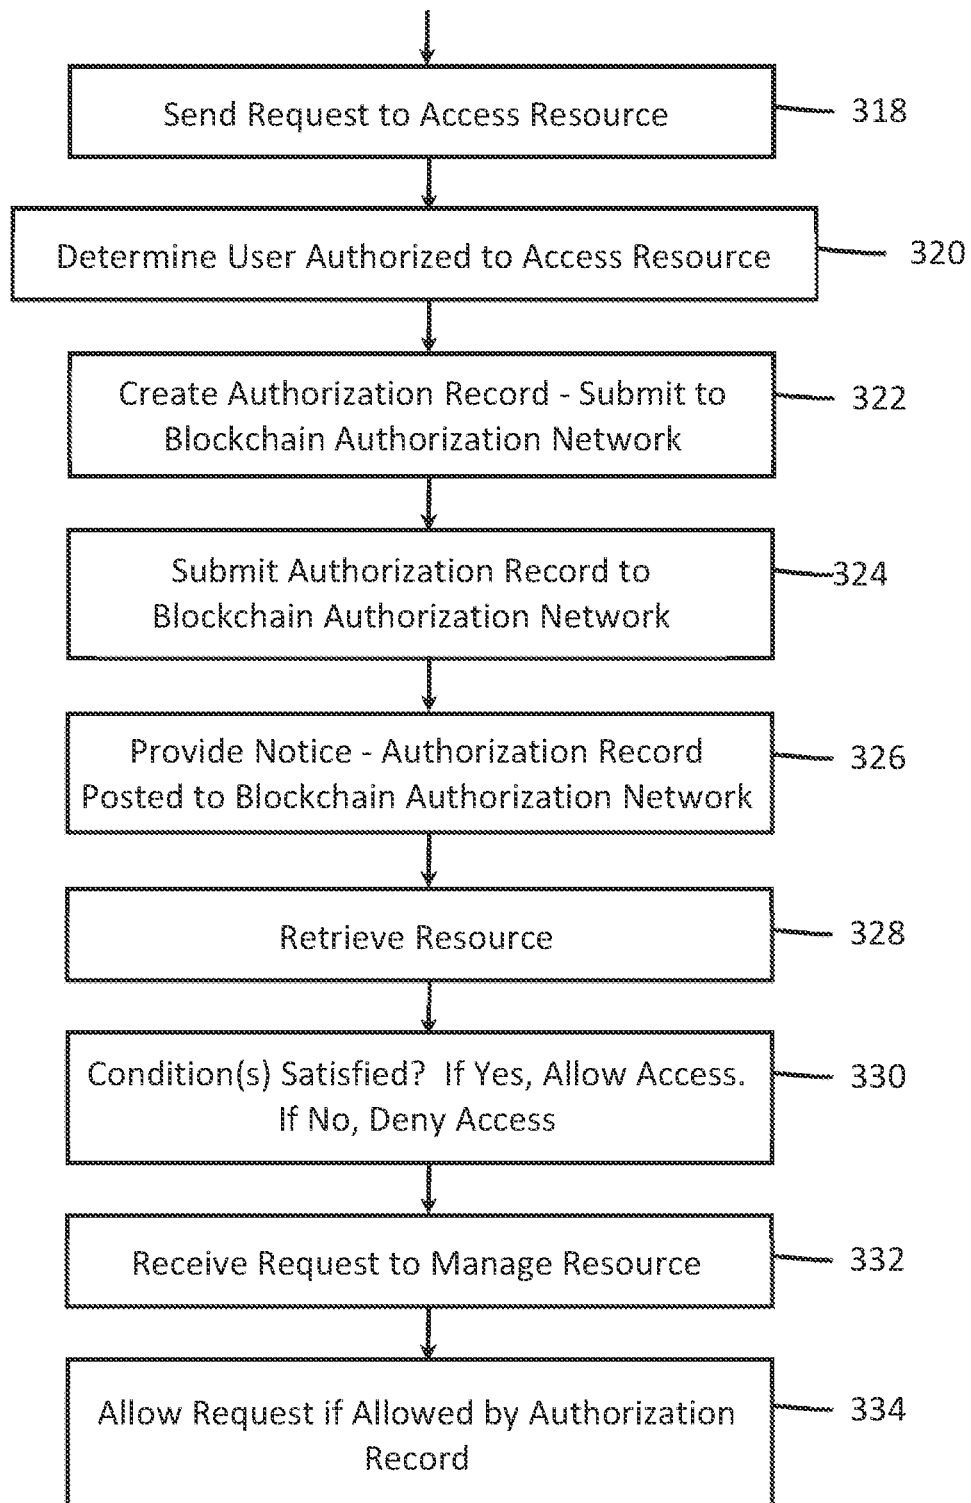 Send Request to Access Resource
318
Determine User Authorized to Access Resource
320
Create Authorization Record - Submit to
Blockchain Authorization Network
322
Submit Authorization Record to
Blockchain Authorization Network
324
Provide Notice - Authorization Record
Posted to Blockchain Authorization Network
326
Retrieve Resource
328
Condition(s) Satisfied? If Yes, Allow Access.
If No, Deny Access
330
Receive Request to Manage Resource
332
Allow Request if Allowed by Authorization
Record
334